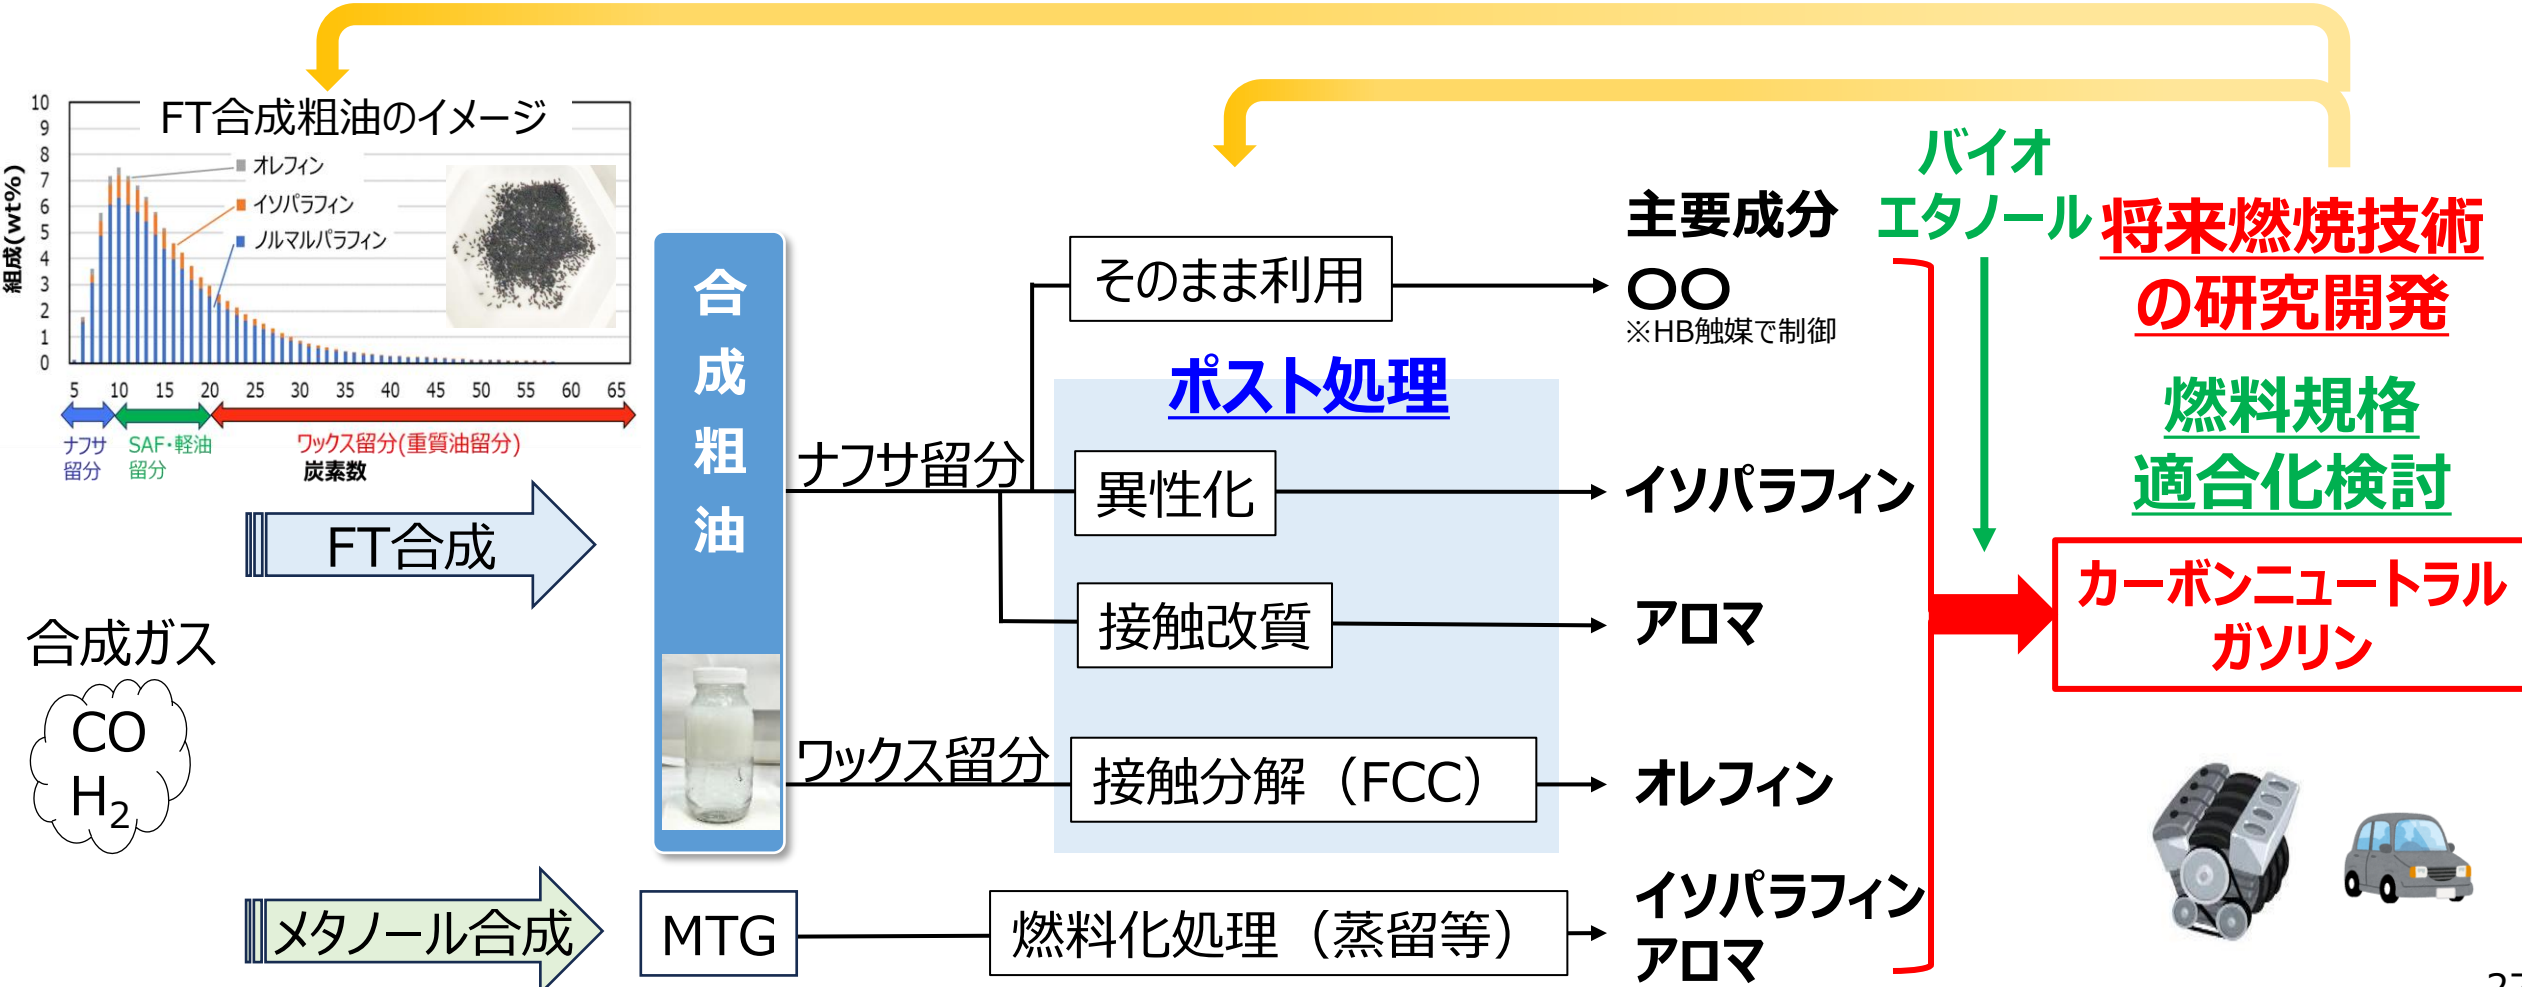 FT合成粗油のイメージ
組成(wt%)
10
9
8
7
6
5
4
3
2
1
0
オレフィン
イソパラフィン
ノルマルパラフィン
5 10 15 20 25 30 35 40 45 50 55 60 65
ナフサ
留分
SAF・軽油
留分
ワックス留分(重質油留分)
炭素数
FT合成
合成ガス
CO
H₂
メタノール合成
合成粗油
MTG
ナフサ留分
ワックス留分
そのまま利用
ポスト処理
異性化
接触改質
接触分解（FCC）
燃料化処理（蒸留等）
主要成分
〇〇
※HB触媒で制御
イソパラフィン
アロマ
オレフィン
イソパラフィン
アロマ
バイオ
エタノール
将来燃焼技術
の研究開発
燃料規格
適合化検討
カーボンニュートラル
ガソリン